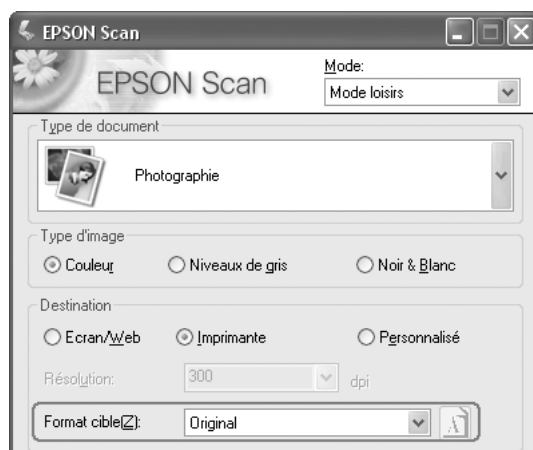 EPSON Scan
EPSON Scan
Mode:
Mode loisirs
Type de document
Photographie
Type d'image
Couleur Niveaux de gris Noir & Blanc
Destination
Ecran/Web Imprimante Personnalisé
Résolution: 300 dpi
Format cible(Z): Original A